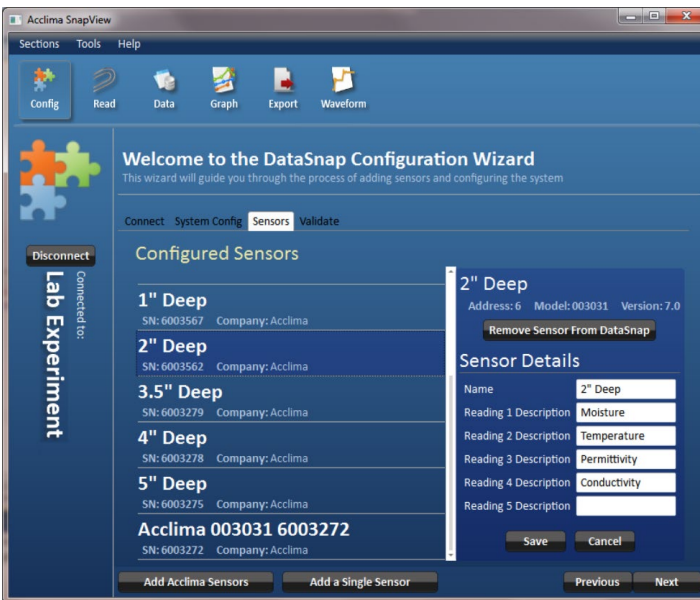 Acclima SnapView
Sections Tools Help
Config Read Data Graph Export Waveform
Welcome to the DataSnap Configuration Wizard
This wizard will guide you through the process of adding sensors and configuring the system
Connect System Config Sensors Validate
Disconnect
Connected to:
Lab Experiment
Configured Sensors
1" Deep
SN: 6003567 Company: Acclima
2" Deep
SN: 6003562 Company: Acclima
3.5" Deep
SN: 6003279 Company: Acclima
4" Deep
SN: 6003278 Company: Acclima
5" Deep
SN: 6003275 Company: Acclima
Acclima 003031 6003272
SN: 6003272 Company: Acclima
2" Deep
Address: 6 Model: 003031 Version: 7.0
Remove Sensor From DataSnap
Sensor Details
Name 2" Deep
Reading 1 Description Moisture
Reading 2 Description Temperature
Reading 3 Description Permittivity
Reading 4 Description Conductivity
Reading 5 Description
Save Cancel
Add Acclima Sensors Add a Single Sensor Previous Next